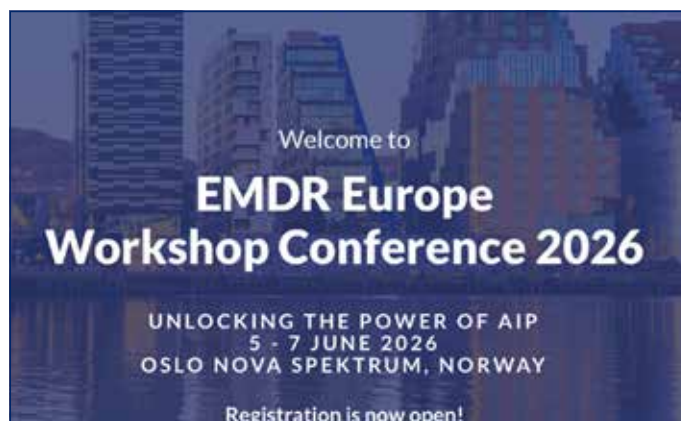 Welcome to
EMDR Europe
Workshop Conference 2026
UNLOCKING THE POWER OF AIP
5 - 7 JUNE 2026
OSLO NOVA SPEKTRUM, NORWAY
Registration is now open!